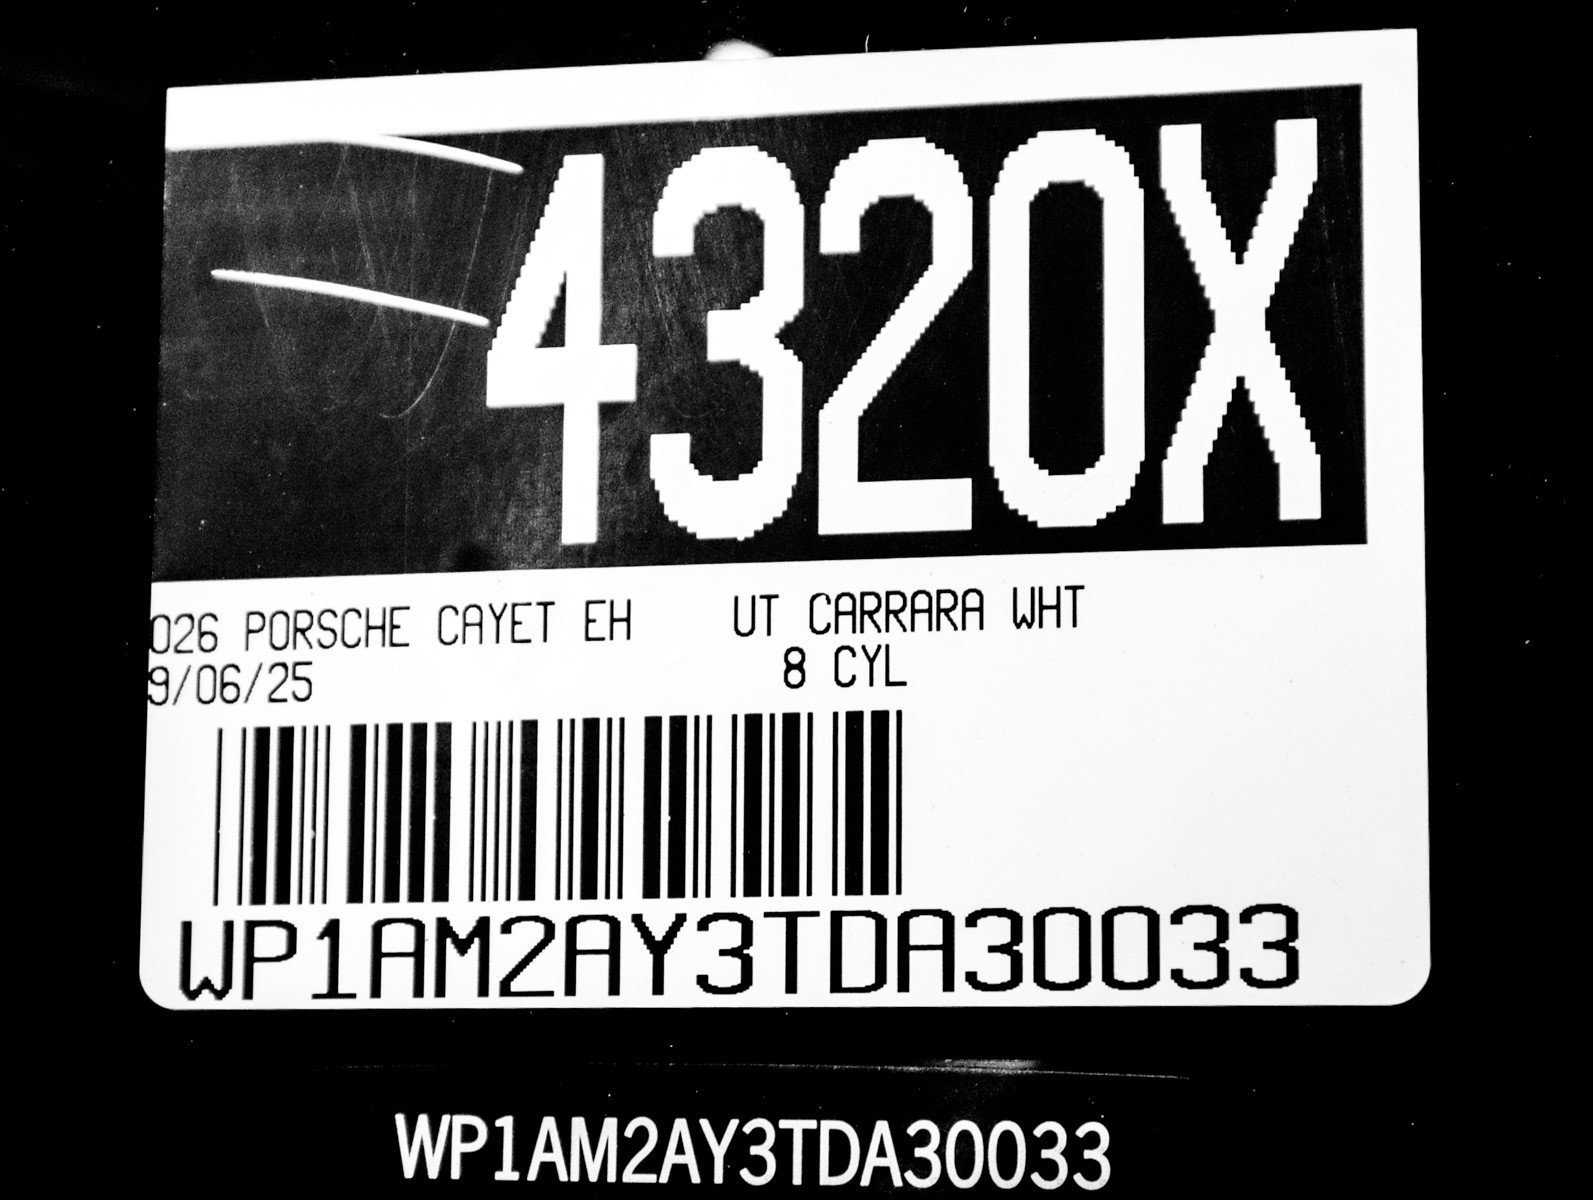 4320X
026 PORSCHE CAYET EH UT CARRARA WHT
9/06/25 8 CYL
WP1AM2AY3TDA30033
WP1AM2AY3TDA30033